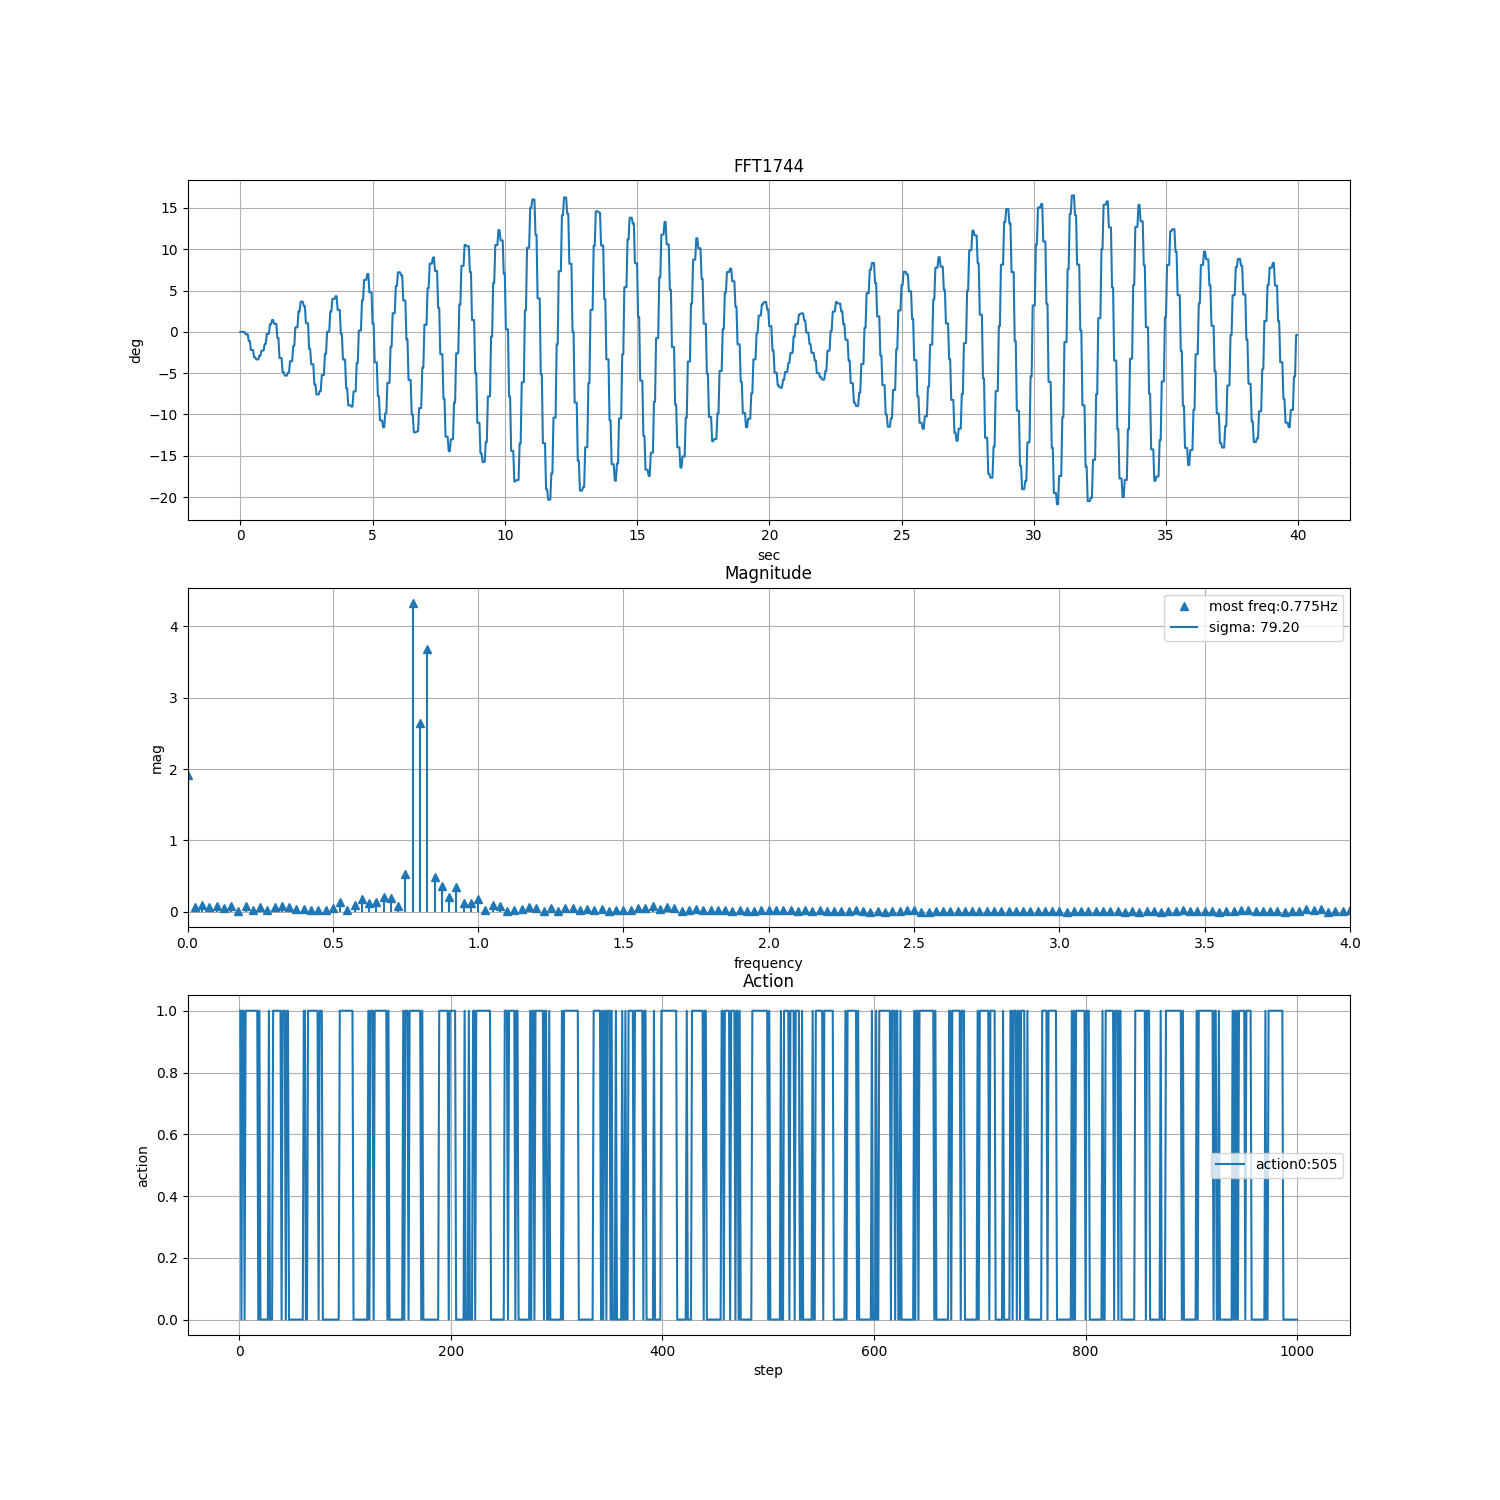 FFT1744
15
10
5
0
−5
−10
−15
−20
deg
0 5 10 15 20 25 30 35 40
sec
Magnitude
most freq:0.775Hz
sigma: 79.20
4
3
2
1
0
mag
0.0 0.5 1.0 1.5 2.0 2.5 3.0 3.5 4.0
frequency
Action
1.0
0.8
0.6
0.4
0.2
0.0
action
action0:505
0 200 400 600 800 1000
step